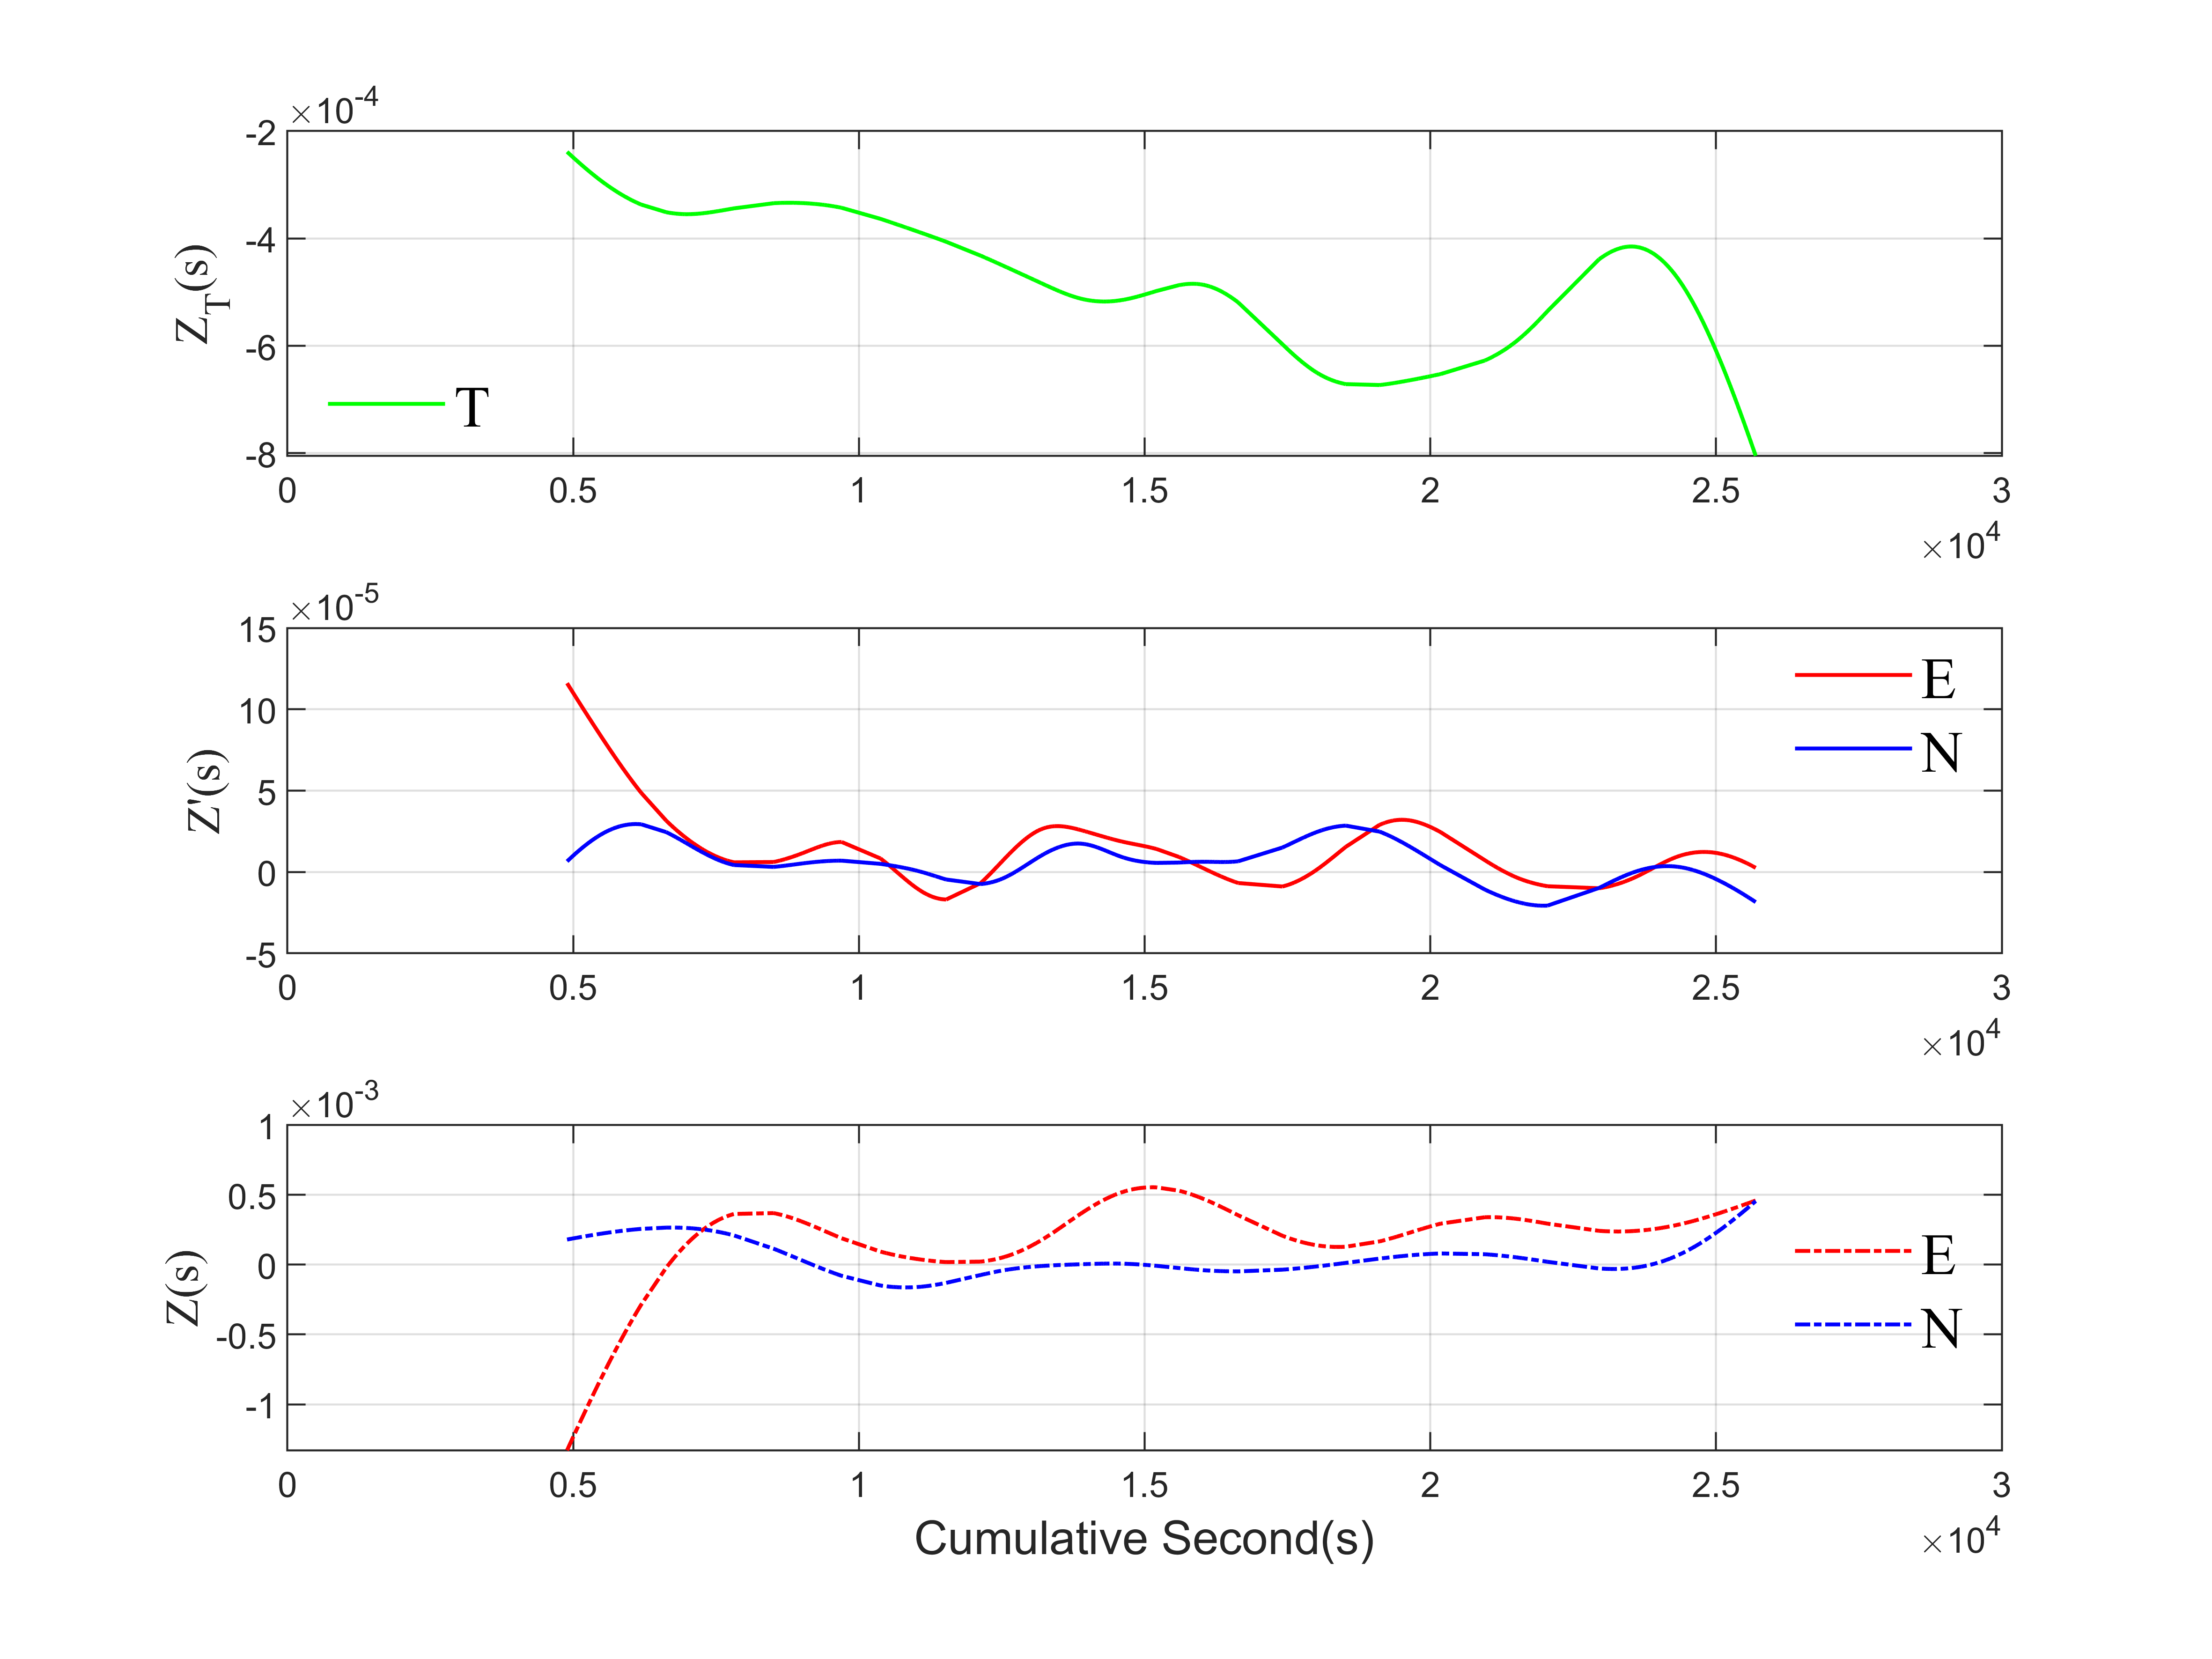 ×10-4
-2
-4
-6
-8
Z_T(s)
T
0 0.5 1 1.5 2 2.5 3
×10^4
×10^-5
15
10
5
0
-5
Z'(s)
E
N
0 0.5 1 1.5 2 2.5 3
×10^4
×10^-3
1
0.5
0
-0.5
-1
Z(s)
E
N
0 0.5 1 1.5 2 2.5 3
Cumulative Second(s)
×10^4